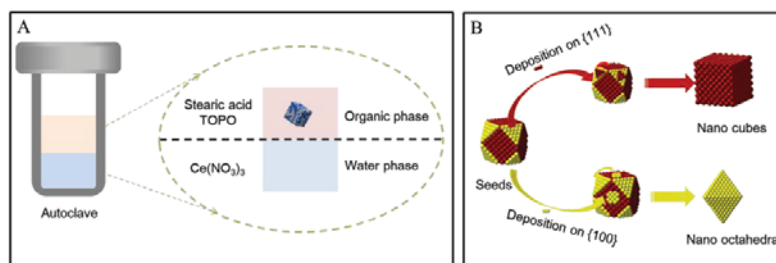 A
Stearic acid
TOPO
Organic phase
Ce(NO₃)₃
Water phase
Autoclave
B
Deposition on {111}
Nano cubes
Seeds
Deposition on {100}
Nano octahedra